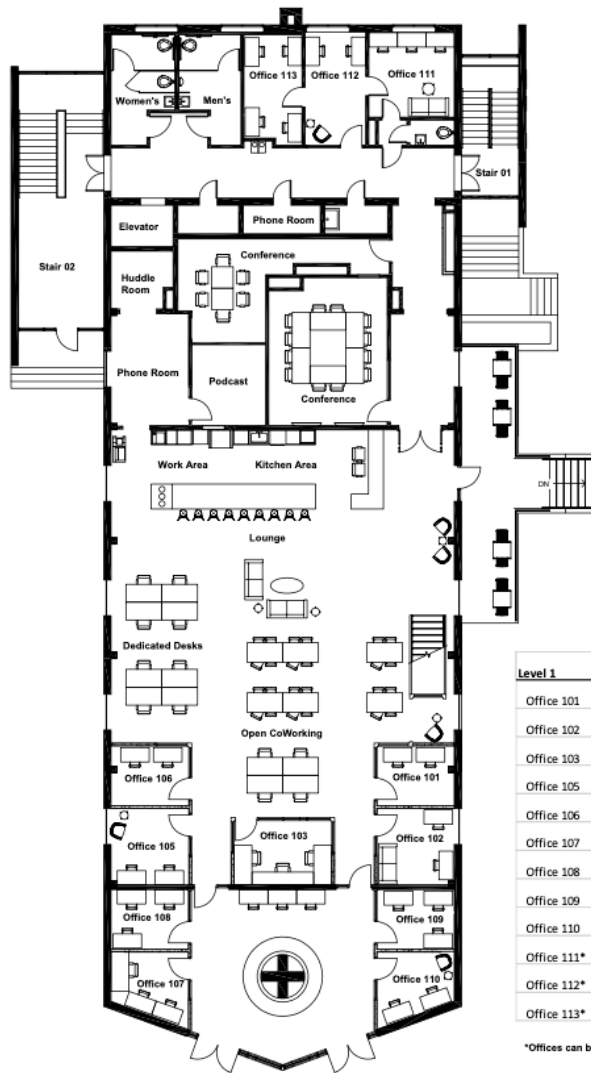 Office 113
Office 112
Office 111
Women's
Men's
Stair 01
Elevator
Phone Room
Stair 02
Conference
Huddle
Room
Phone Room
Podcast
Conference
Work Area
Kitchen Area
DN
Lounge
Dedicated Desks
Open CoWorking
Office 106
Office 101
Office 103
Office 105
Office 102
Office 108
Office 109
Office 107
Office 110
Level 1
Office 101
Office 102
Office 103
Office 105
Office 106
Office 107
Office 108
Office 109
Office 110
Office 111*
Office 112*
Office 113*
*Offices can b